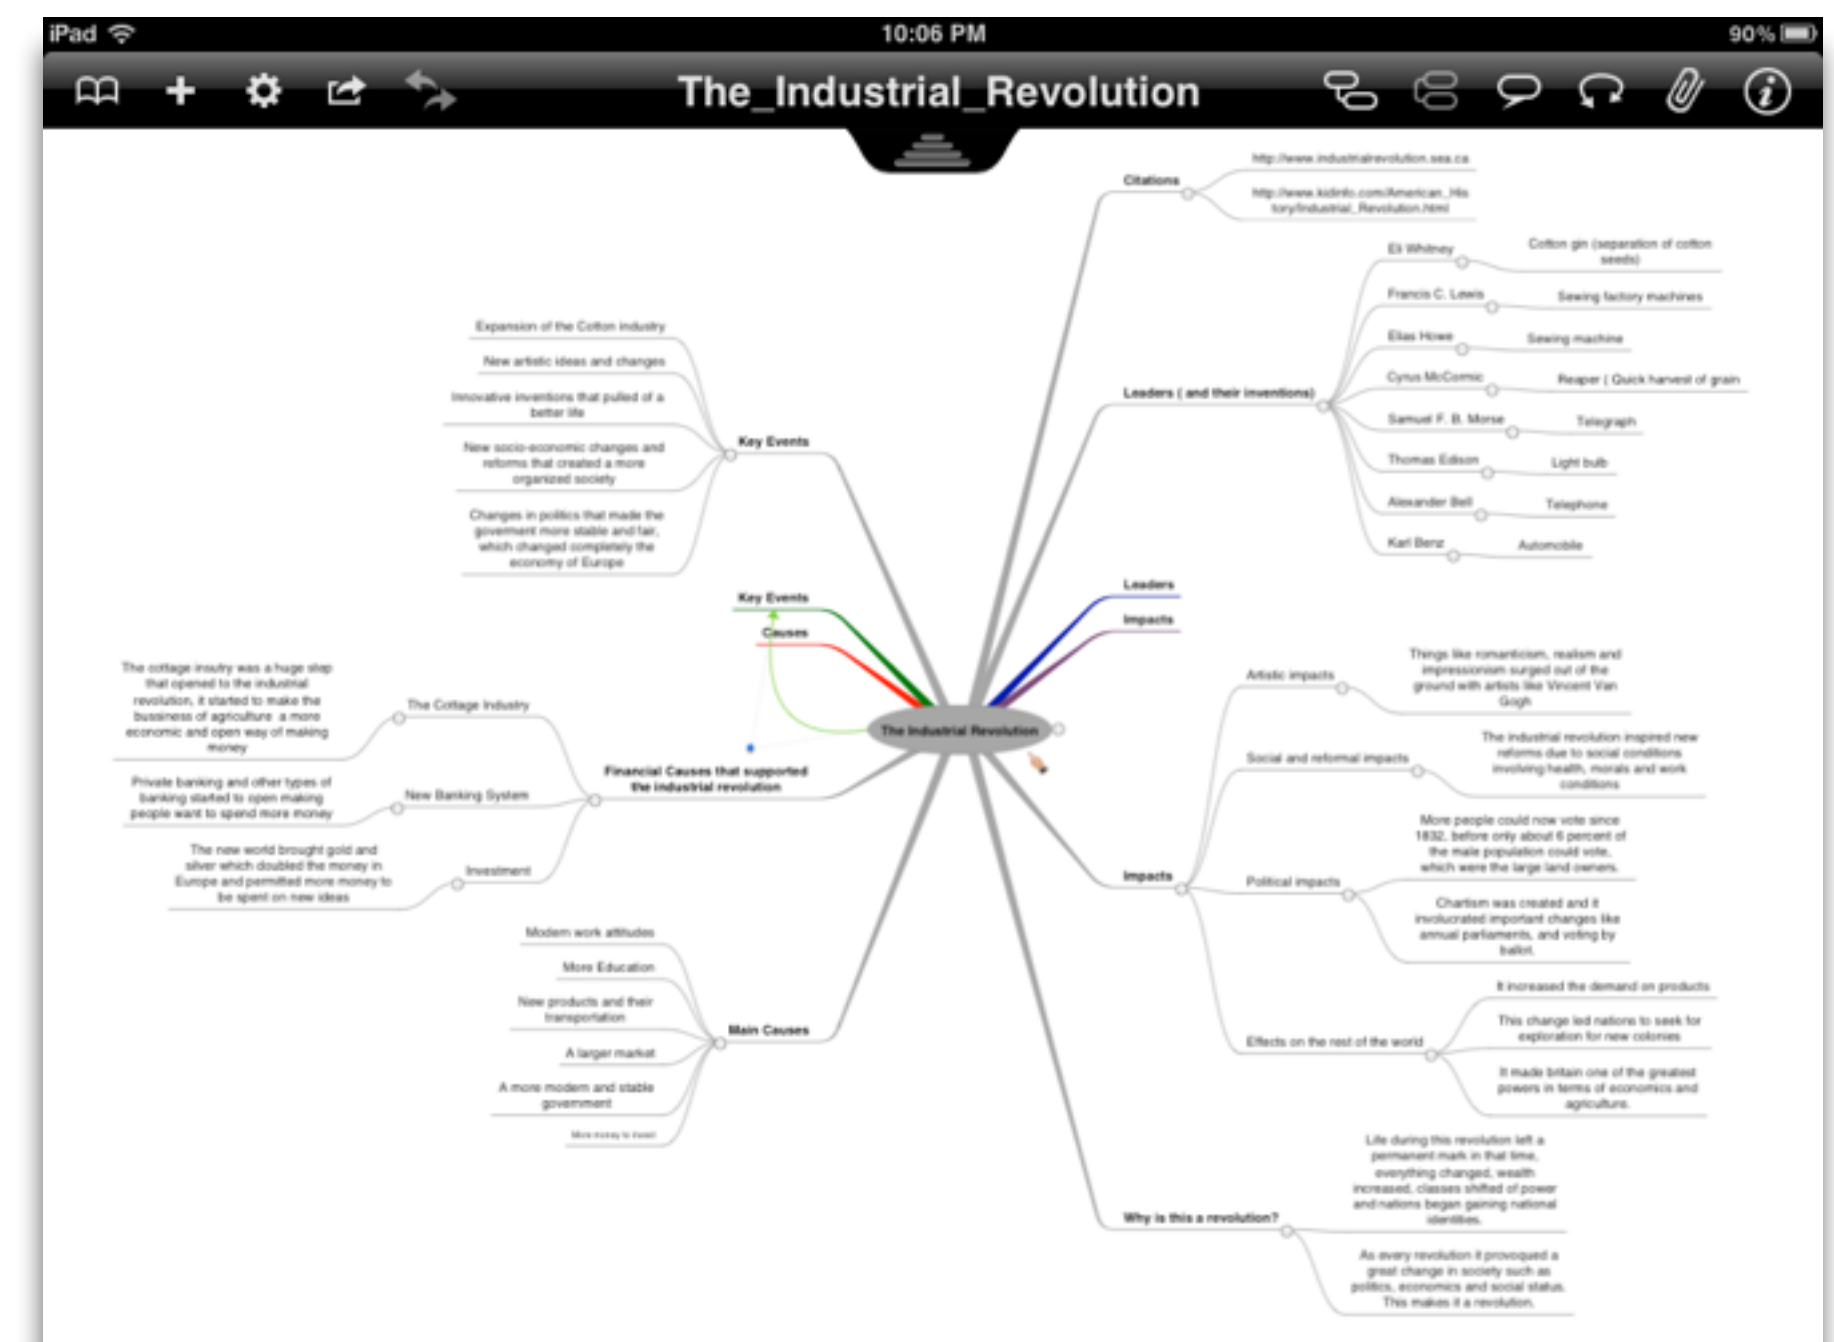 iPad
10:06 PM
90%
The_Industrial_Revolution
Citations
http://www.industrialrevolution.sea.ca
http://www.kidinfo.com/American_His
tory/Industrial_Revolution.html
Leaders ( and their inventions)
Eli Whitney
Cotton gin (separation of cotton
seeds)
Francis C. Lewis
Sewing factory machines
Elias Howe
Sewing machine
Cyrus McCormic
Reaper ( Quick harvest of grain
Samuel F. B. Morse
Telegraph
Thomas Edison
Light bulb
Alexander Bell
Telephone
Karl Benz
Automobile
Expansion of the Cotton industry
New artistic ideas and changes
Innovative inventions that pulled of a
better life
New socio-economic changes and
reforms that created a more
organized society
Changes in politics that made the
goverment more stable and fair,
which changed completely the
economy of Europe
Key Events
Key Events
Causes
Leaders
Impacts
The Industrial Revolution
The cottage insutry was a huge step
that opened to the industrial
revolution, it started to make the
bussiness of agriculture a more
economic and open way of making
money
The Cottage Industry
Private banking and other types of
banking started to open making
people want to spend more money
New Banking System
The new world brought gold and
silver which doubled the money in
Europe and permitted more money to
be spent on new ideas
Investment
Financial Causes that supported
the industrial revolution
Modern work attitudes
More Education
New products and their
transportation
A larger market
A more modern and stable
government
More money to invest
Main Causes
Impacts
Artistic impacts
Things like romanticism, realism and
impressionism surged out of the
ground with artists like Vincent Van
Gogh
Social and reformal impacts
The industrial revolution inspired new
reforms due to social conditions
involving health, morals and work
conditions
Political impacts
More people could now vote since
1832, before only about 6 percent of
the male population could vote,
which were the large land owners.
Chartism was created and it
involucrated important changes like
annual parliaments, and voting by
ballot.
Effects on the rest of the world
It increased the demand on products
This change led nations to seek for
exploration for new colonies
It made britain one of the greatest
powers in terms of economics and
agriculture.
Why is this a revolution?
Life during this revolution left a
permanent mark in that time,
everything changed, wealth
increased, classes shifted of power
and nations began gaining national
identities.
As every revolution it provoqued a
great change in society such as
politics, economics and social status.
This makes it a revolution.